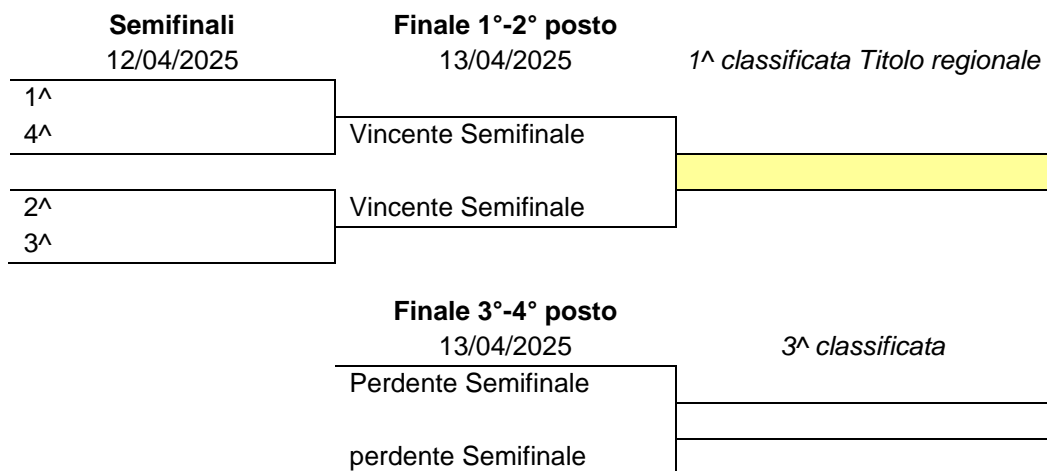 Semifinali Finale 1°-2° posto
12/04/2025 13/04/2025 1^ classificata Titolo regionale
1^
4^ Vincente Semifinale
2^ Vincente Semifinale
3^
Finale 3°-4° posto
13/04/2025 3^ classificata
Perdente Semifinale
perdente Semifinale